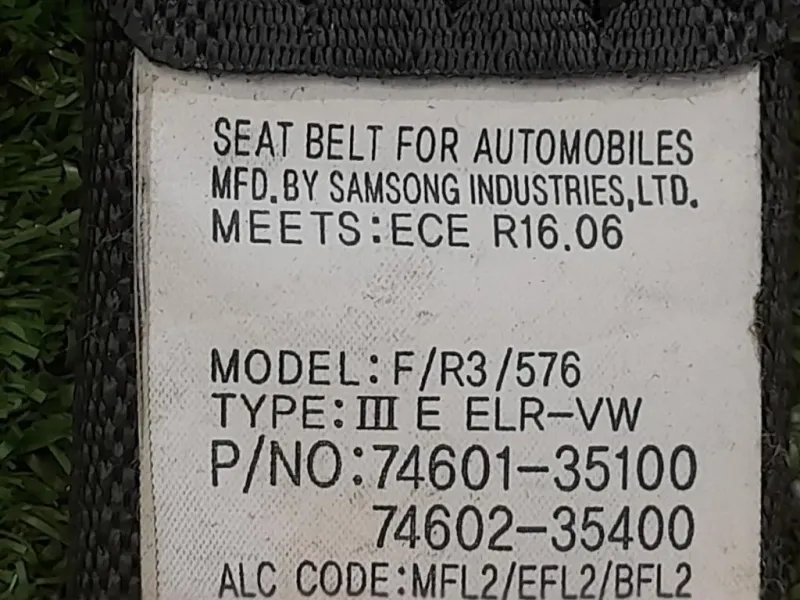 SEAT BELT FOR AUTOMOBILES
MFD.BY SAMSONG INDUSTRIES,LTD.
MEETS:ECE R16.06
MODEL:F/R3/576
TYPE:Ⅲ E ELR-VW
P/NO:74601-35100
74602-35400
ALC CODE:MFL2/EFL2/BFL2